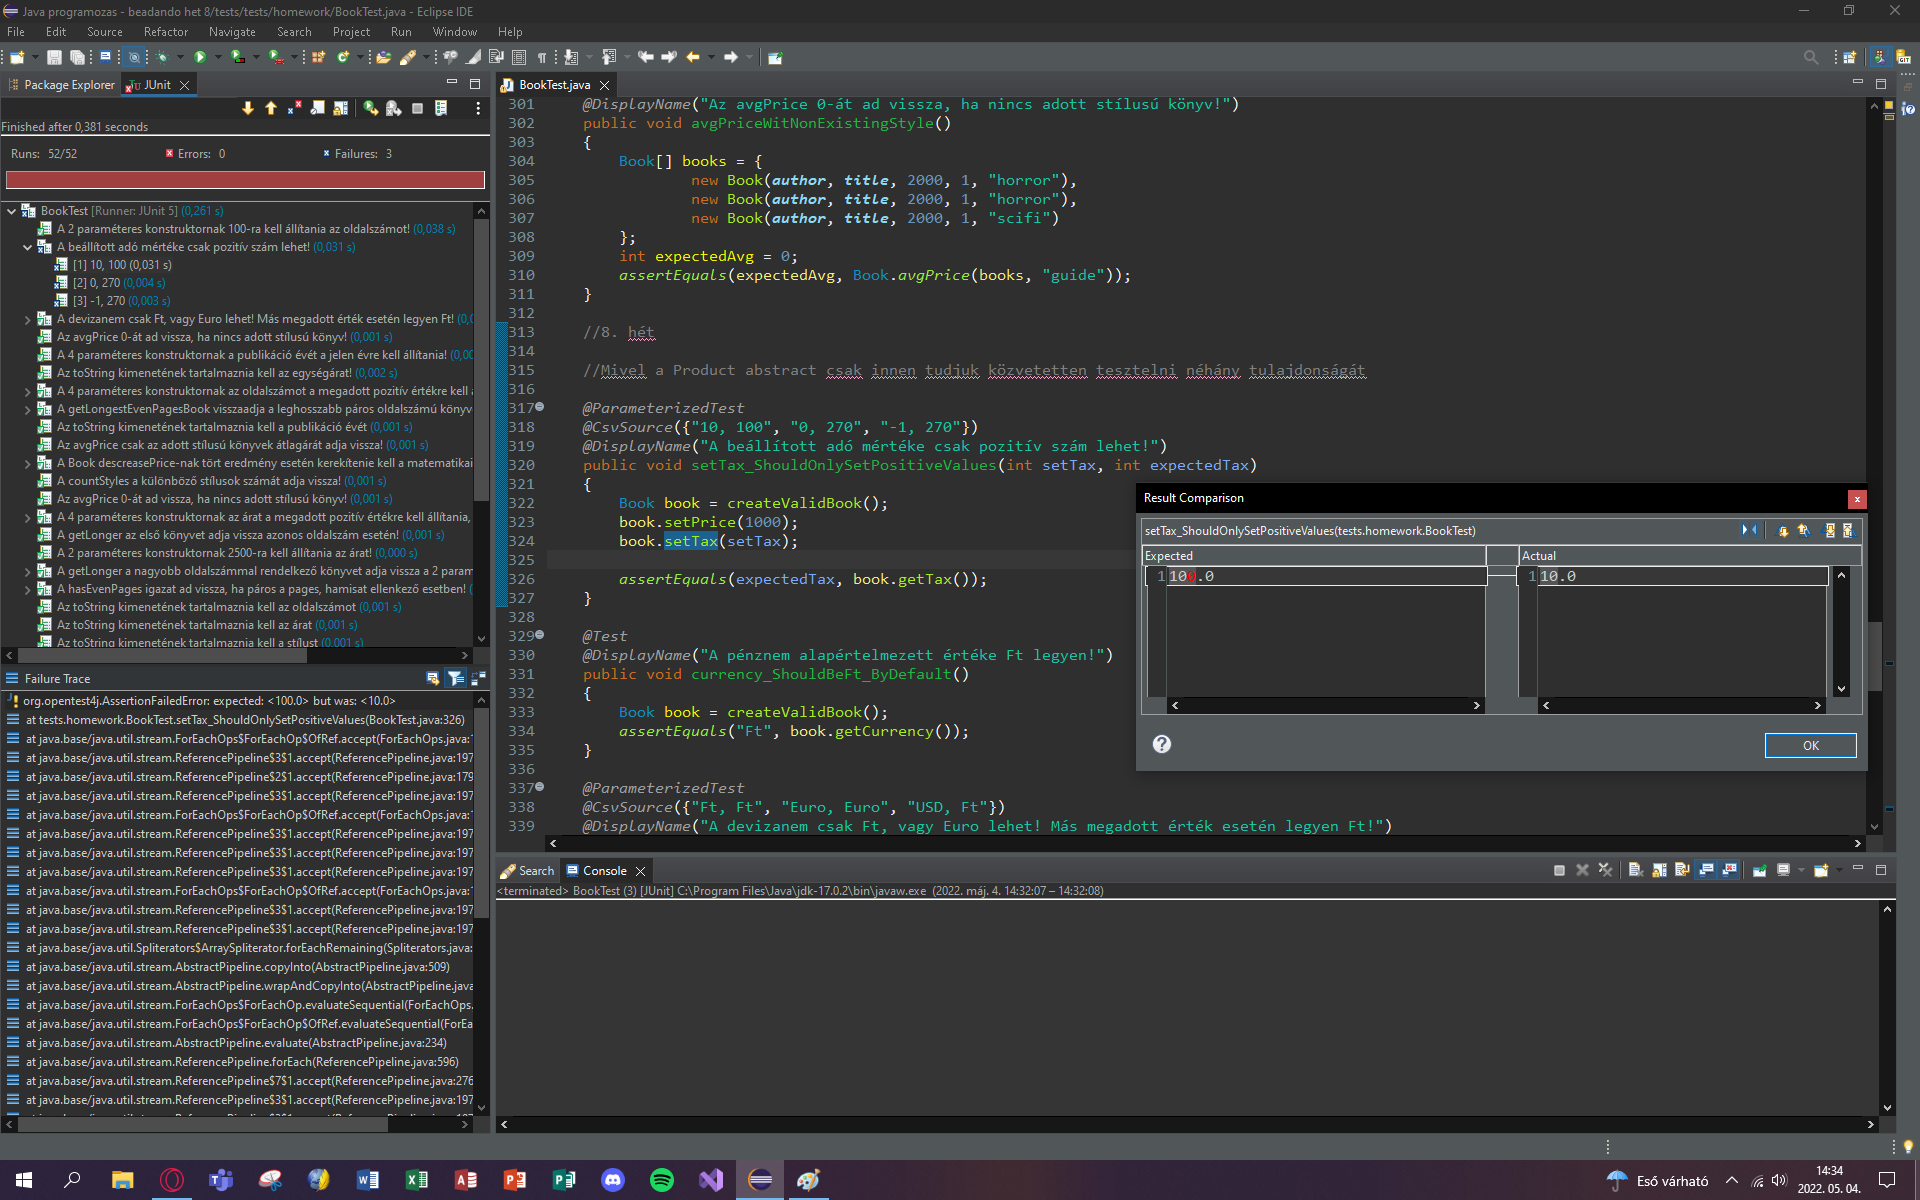 Java programozas - beadando het 8/tests/tests/homework/BookTest.java - Eclipse IDE
File Edit Source Refactor Navigate Search Project Run Window Help
Package Explorer JUnit
Finished after 0,381 seconds
Runs: 52/52 Errors: 0 Failures: 3
BookTest [Runner: JUnit 5] (0,261 s)
A 2 paraméteres konstruktornak 100-ra kell állítania az oldalszámot! (0,038 s)
A beállított adó mértéke csak pozitív szám lehet! (0,031 s)
[1] 10, 100 (0,031 s)
[2] 0, 270 (0,004 s)
[3] -1, 270 (0,003 s)
A devizanem csak Ft, vagy Euro lehet! Más megadott érték esetén legyen Ft! (0,0
Az avgPrice 0-át ad vissza, ha nincs adott stílusú könyv! (0,001 s)
A 4 paraméteres konstruktornak a publikáció évét a jelen évre kell állítania! (0,00
Az toString kimenetének tartalmaznia kell az egységárat! (0,002 s)
A 4 paraméteres konstruktornak az oldalszámot a megadott pozitív értékre kell á
A getLongestEvenPagesBook visszaadja a leghosszabb páros oldalszámú könyv
Az toString kimenetének tartalmaznia kell a publikáció évét (0,001 s)
Az avgPrice csak az adott stílusú könyvek átlagárát adja vissza! (0,001 s)
A Book descreasePrice-nak tört eredmény esetén kerekítenie kell a matematikai
A countStyles a különböző stílusok számát adja vissza! (0,001 s)
Az avgPrice 0-át ad vissza, ha nincs adott stílusú könyv! (0,001 s)
A 4 paraméteres konstruktornak az árat a megadott pozitív értékre kell állítania,
A getLonger az első könyvet adja vissza azonos oldalszám esetén! (0,001 s)
A 2 paraméteres konstruktornak 2500-ra kell állítania az árat! (0,000 s)
A getLonger a nagyobb oldalszámmal rendelkező könyvet adja vissza a 2 param
A hasEvenPages igazat ad vissza, ha páros a pages, hamisat ellenkező esetben! (
Az toString kimenetének tartalmaznia kell az oldalszámot (0,001 s)
Az toString kimenetének tartalmaznia kell az árat (0,001 s)
Az toString kimenetének tartalmaznia kell a stílust (0,001 s)
Failure Trace
org.opentest4j.AssertionFailedError: expected: <100.0> but was: <10.0>
at tests.homework.BookTest.setTax_ShouldOnlySetPositiveValues(BookTest.java:326)
at java.base/java.util.stream.ForEachOps$ForEachOp$OfRef.accept(ForEachOps.java:1
at java.base/java.util.stream.ReferencePipeline$3$1.accept(ReferencePipeline.java:197
at java.base/java.util.stream.ReferencePipeline$2$1.accept(ReferencePipeline.java:179
at java.base/java.util.stream.ReferencePipeline$3$1.accept(ReferencePipeline.java:197
at java.base/java.util.stream.ForEachOps$ForEachOp$OfRef.accept(ForEachOps.java:1
at java.base/java.util.stream.ReferencePipeline$3$1.accept(ReferencePipeline.java:197
at java.base/java.util.stream.ReferencePipeline$3$1.accept(ReferencePipeline.java:197
at java.base/java.util.stream.ReferencePipeline$3$1.accept(ReferencePipeline.java:197
at java.base/java.util.stream.ForEachOps$ForEachOp$OfRef.accept(ForEachOps.java:1
at java.base/java.util.stream.ReferencePipeline$3$1.accept(ReferencePipeline.java:197
at java.base/java.util.stream.ReferencePipeline$3$1.accept(ReferencePipeline.java:197
at java.base/java.util.Spliterators$ArraySpliterator.forEachRemaining(Spliterators.java:
at java.base/java.util.stream.AbstractPipeline.copyInto(AbstractPipeline.java:509)
at java.base/java.util.stream.AbstractPipeline.wrapAndCopyInto(AbstractPipeline.java
at java.base/java.util.stream.ForEachOps$ForEachOp.evaluateSequential(ForEachOps.
at java.base/java.util.stream.ForEachOps$ForEachOp$OfRef.evaluateSequential(ForEa
at java.base/java.util.stream.AbstractPipeline.evaluate(AbstractPipeline.java:234)
at java.base/java.util.stream.ReferencePipeline.forEach(ReferencePipeline.java:596)
at java.base/java.util.stream.ReferencePipeline$7$1.accept(ReferencePipeline.java:276
at java.base/java.util.stream.ReferencePipeline$3$1.accept(ReferencePipeline.java:197
BookTest.java
301 @DisplayName("Az avgPrice 0-át ad vissza, ha nincs adott stílusú könyv!")
302 public void avgPriceWitNonExistingStyle()
303 {
304 Book[] books = {
305 new Book(author, title, 2000, 1, "horror"),
306 new Book(author, title, 2000, 1, "horror"),
307 new Book(author, title, 2000, 1, "scifi")
308 };
309 int expectedAvg = 0;
310 assertEquals(expectedAvg, Book.avgPrice(books, "guide"));
311 }
312
313 //8. hét
314
315 //Mivel a Product abstract csak innen tudjuk közvetetten tesztelni néhány tulajdonságát
316
317 @ParameterizedTest
318 @CsvSource({"10, 100", "0, 270", "-1, 270"})
319 @DisplayName("A beállított adó mértéke csak pozitív szám lehet!")
320 public void setTax_ShouldOnlySetPositiveValues(int setTax, int expectedTax)
321 {
322 Book book = createValidBook();
323 book.setPrice(1000);
324 book.setTax(setTax);
325
326 assertEquals(expectedTax, book.getTax());
327 }
328
329 @Test
330 @DisplayName("A pénznem alapértelmezett értéke Ft legyen!")
331 public void currency_ShouldBeFt_ByDefault()
332 {
333 Book book = createValidBook();
334 assertEquals("Ft", book.getCurrency());
335 }
336
337 @ParameterizedTest
338 @CsvSource({"Ft, Ft", "Euro, Euro", "USD, Ft"})
339 @DisplayName("A devizanem csak Ft, vagy Euro lehet! Más megadott érték esetén legyen Ft!")
Result Comparison
setTax_ShouldOnlySetPositiveValues(tests.homework.BookTest)
Expected Actual
1 100.0 1 10.0
OK
Search Console
<terminated> BookTest (3) [JUnit] C:\Program Files\Java\jdk-17.0.2\bin\javaw.exe (2022. máj. 4. 14:32:07 – 14:32:08)
Eső várható
14:34
2022. 05. 04.